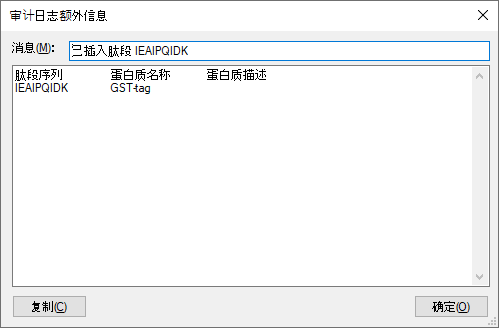 审计日志额外信息
消息(M): 已插入肽段 IEAIPQIDK
肽段序列 蛋白质名称 蛋白质描述
IEAIPQIDK GST-tag
复制(C) 确定(O)